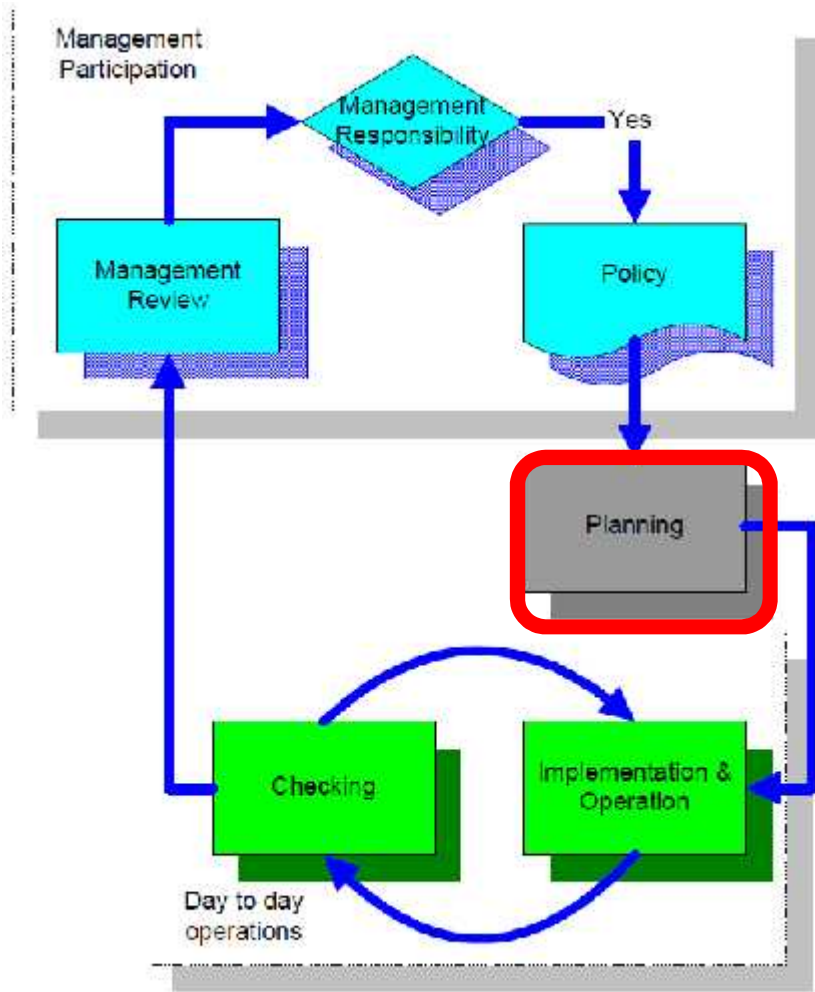 Management
Participation
Management
Responsibility
Yes
Management
Review
Policy
Planning
Checking
Implementation &
Operation
Day to day
operations